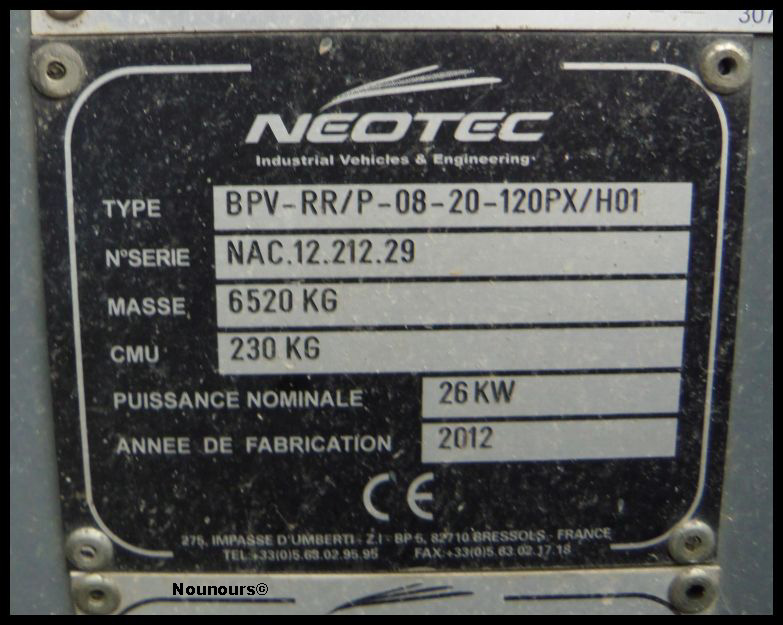 307
NEOTEC
Industrial Vehicles & Engineering
TYPE BPV-RR/P-08-20-120PX/H01
N°SERIE NAC.12.212.29
MASSE 6520 KG
CMU 230 KG
PUISSANCE NOMINALE 26 KW
ANNEE DE FABRICATION 2012
CE
275, IMPASSE D'UMBERTI - Z.I - BP 5, 82710 BRESSOLS - FRANCE
TEL:+33(0)5.63.02.95.95 FAX:+33(0)5.63.02.17.18
Nounours©